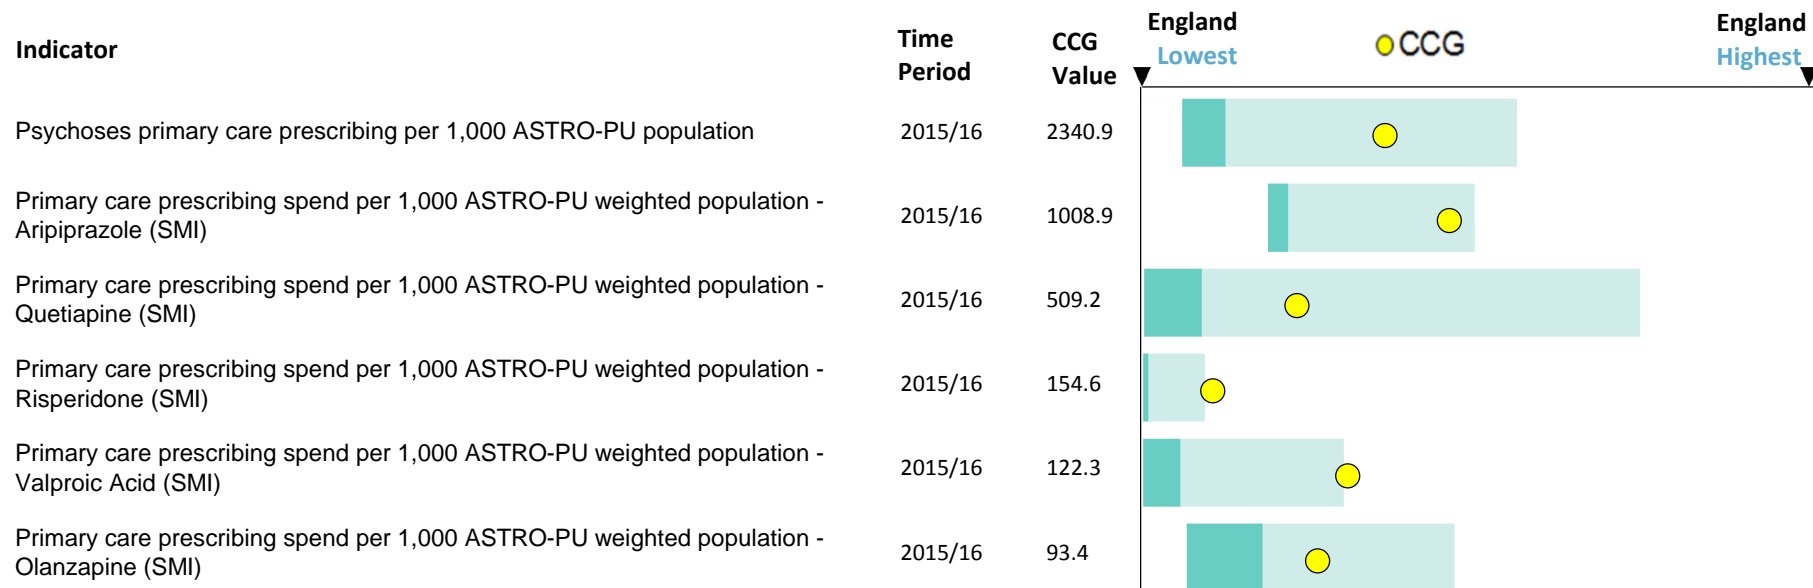 Indicator
Time
Period
CCG
Value
England
Lowest
CCG
England
Highest
Psychoses primary care prescribing per 1,000 ASTRO-PU population
2015/16
2340.9
Primary care prescribing spend per 1,000 ASTRO-PU weighted population -
Aripiprazole (SMI)
2015/16
1008.9
Primary care prescribing spend per 1,000 ASTRO-PU weighted population -
Quetiapine (SMI)
2015/16
509.2
Primary care prescribing spend per 1,000 ASTRO-PU weighted population -
Risperidone (SMI)
2015/16
154.6
Primary care prescribing spend per 1,000 ASTRO-PU weighted population -
Valproic Acid (SMI)
2015/16
122.3
Primary care prescribing spend per 1,000 ASTRO-PU weighted population -
Olanzapine (SMI)
2015/16
93.4